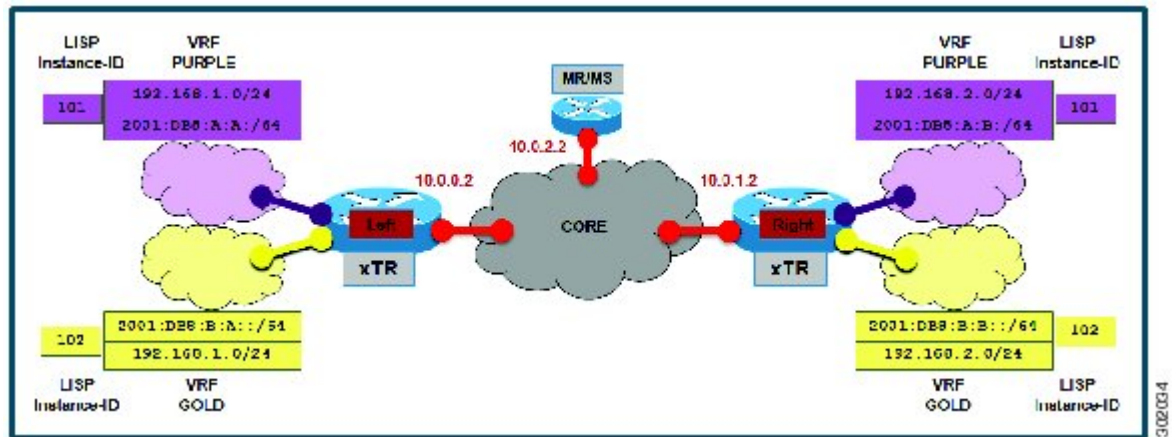 LISP
Instance-ID
VRF
PURPLE
101
192.168.1.0/24
2001:DB8:A:A:/64
MR/MS
VRF
PURPLE
LISP
Instance-ID
192.168.2.0/24
2001:DB8:A:B:/64
101
10.0.2.2
10.0.0.2
10.0.1.2
Left
xTR
CORE
Right
xTR
102
2001:DB8:B:A::/64
192.168.1.0/24
LISP
Instance-ID
VRF
GOLD
2001:DB8:B:B::/64
192.168.2.0/24
102
VRF
GOLD
LISP
Instance-ID
302034